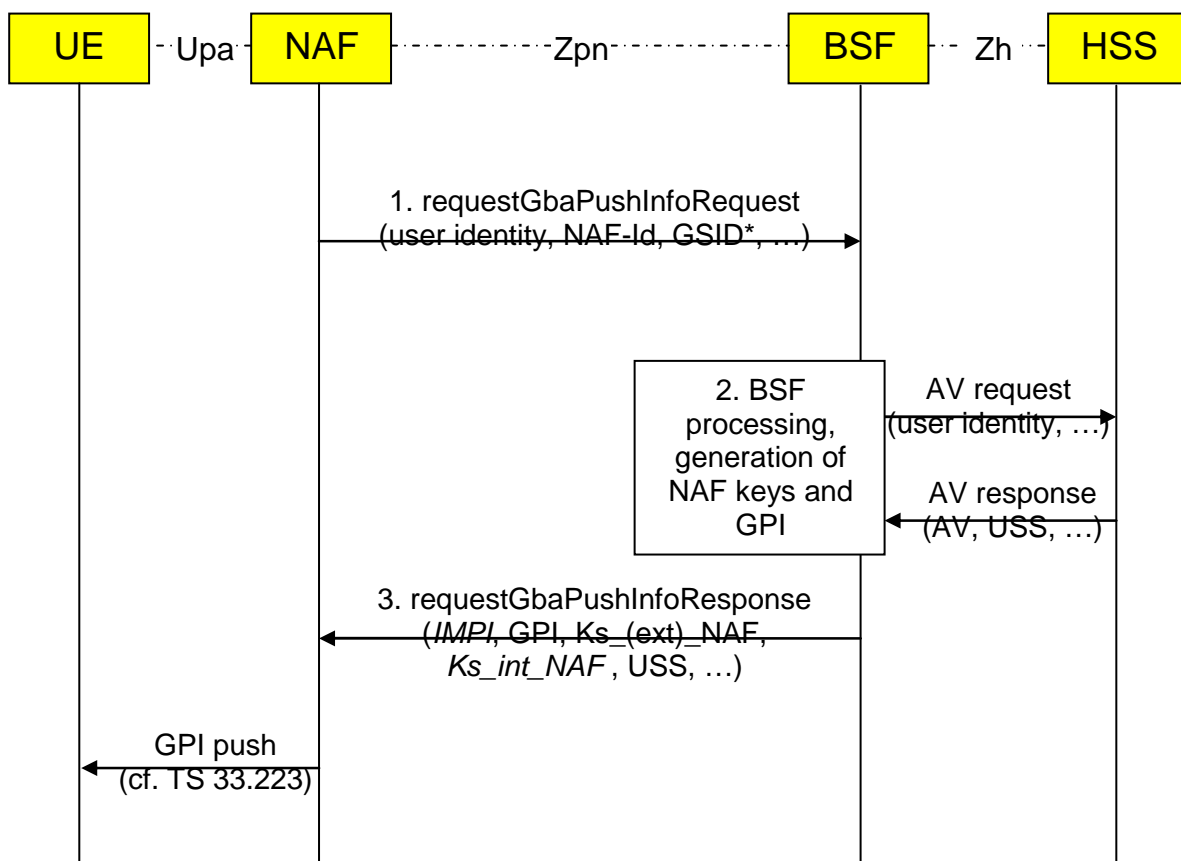 UE
Upa
NAF
Zpn
BSF
Zh
HSS
1. requestGbaPushInfoRequest
(user identity, NAF-Id, GSID*, …)
2. BSF
processing,
generation of
NAF keys and
GPI
AV request
(user identity, …)
AV response
(AV, USS, …)
3. requestGbaPushInfoResponse
(IMPI, GPI, Ks_(ext)_NAF,
Ks_int_NAF , USS, …)
GPI push
(cf. TS 33.223)